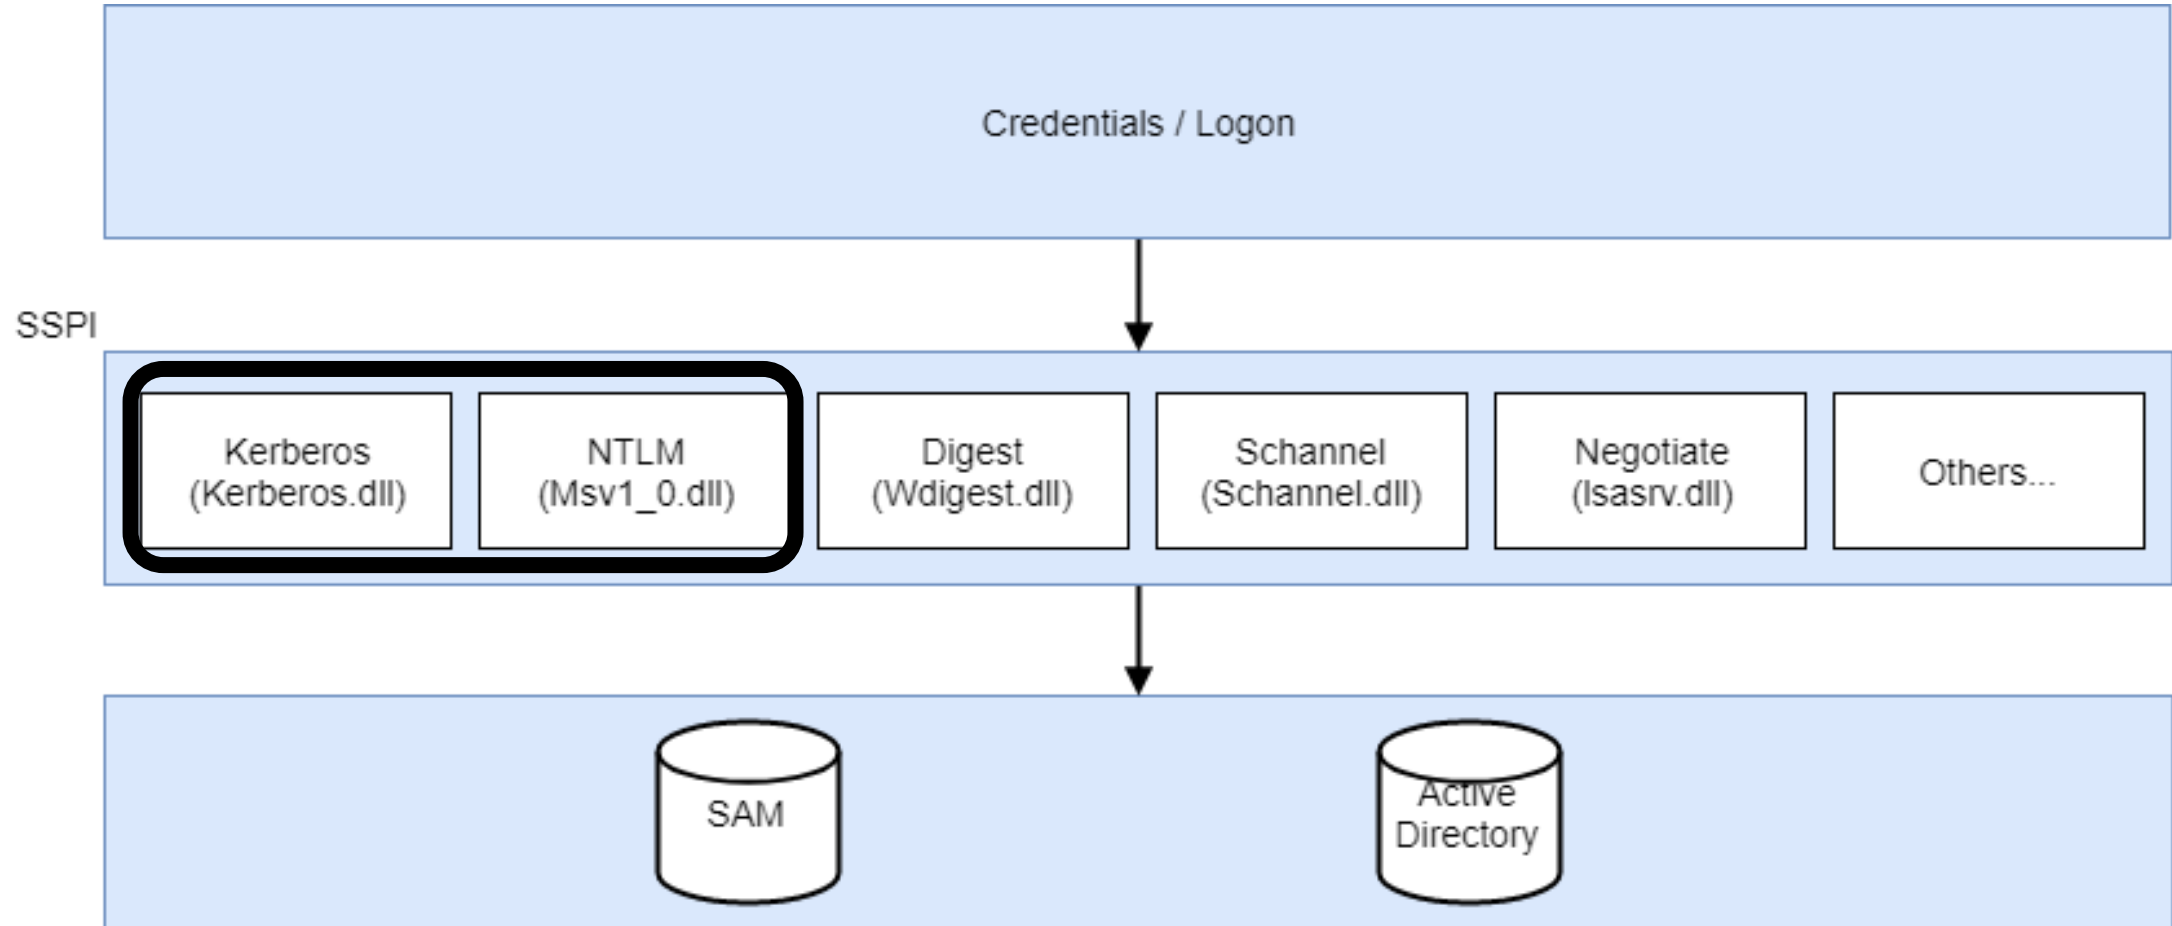 Credentials / Logon
SSPI
Kerberos
(Kerberos.dll)
NTLM
(Msv1_0.dll)
Digest
(Wdigest.dll)
Schannel
(Schannel.dll)
Negotiate
(lsasrv.dll)
Others...
SAM
Active
Directory